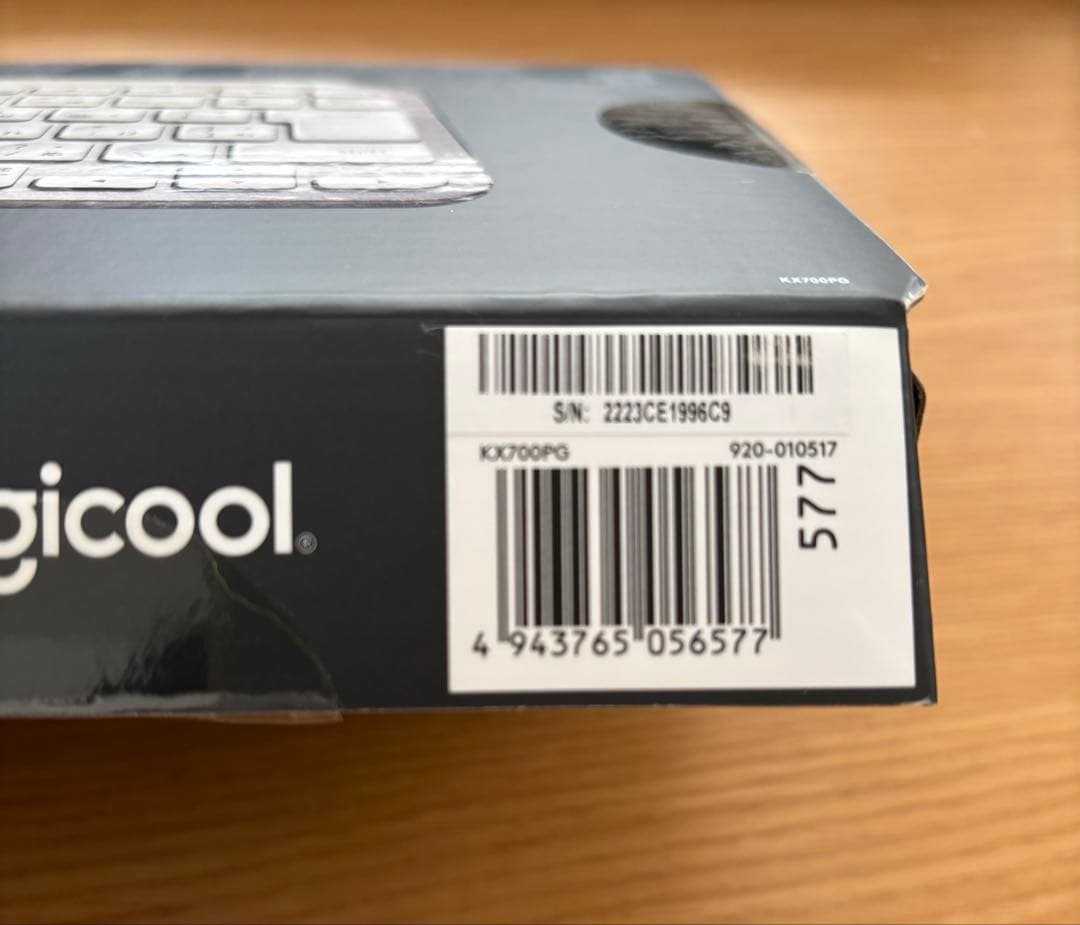 KX700PG
S/N: 2223CE1996C9
KX700PG 920-010517
577
gicool
4 943765 056577